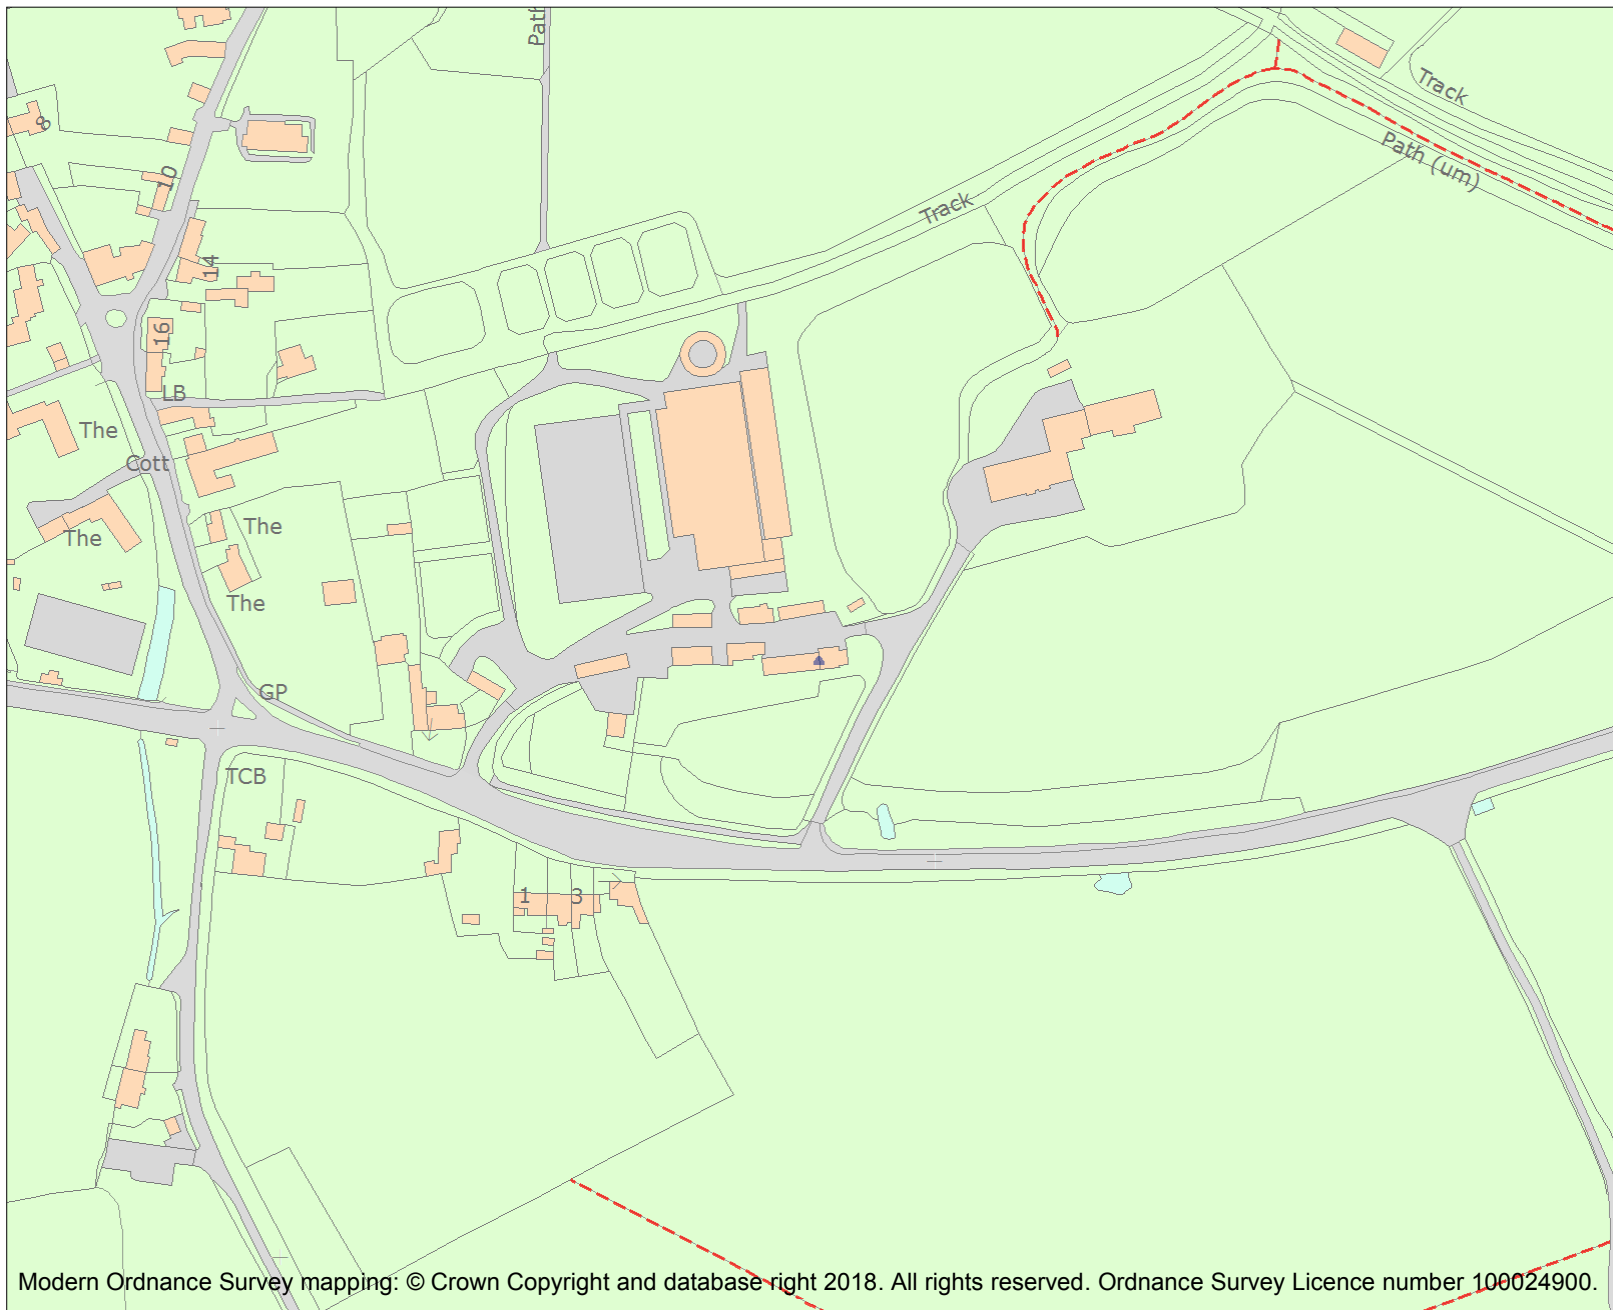 Path
Track
8
Path (um)
10
Track
14
16
LB
The
Cott
The
The
The
GP
TCB
1
3
Modern Ordnance Survey mapping: © Crown Copyright and database right 2018. All rights reserved. Ordnance Survey Licence number 100024900.